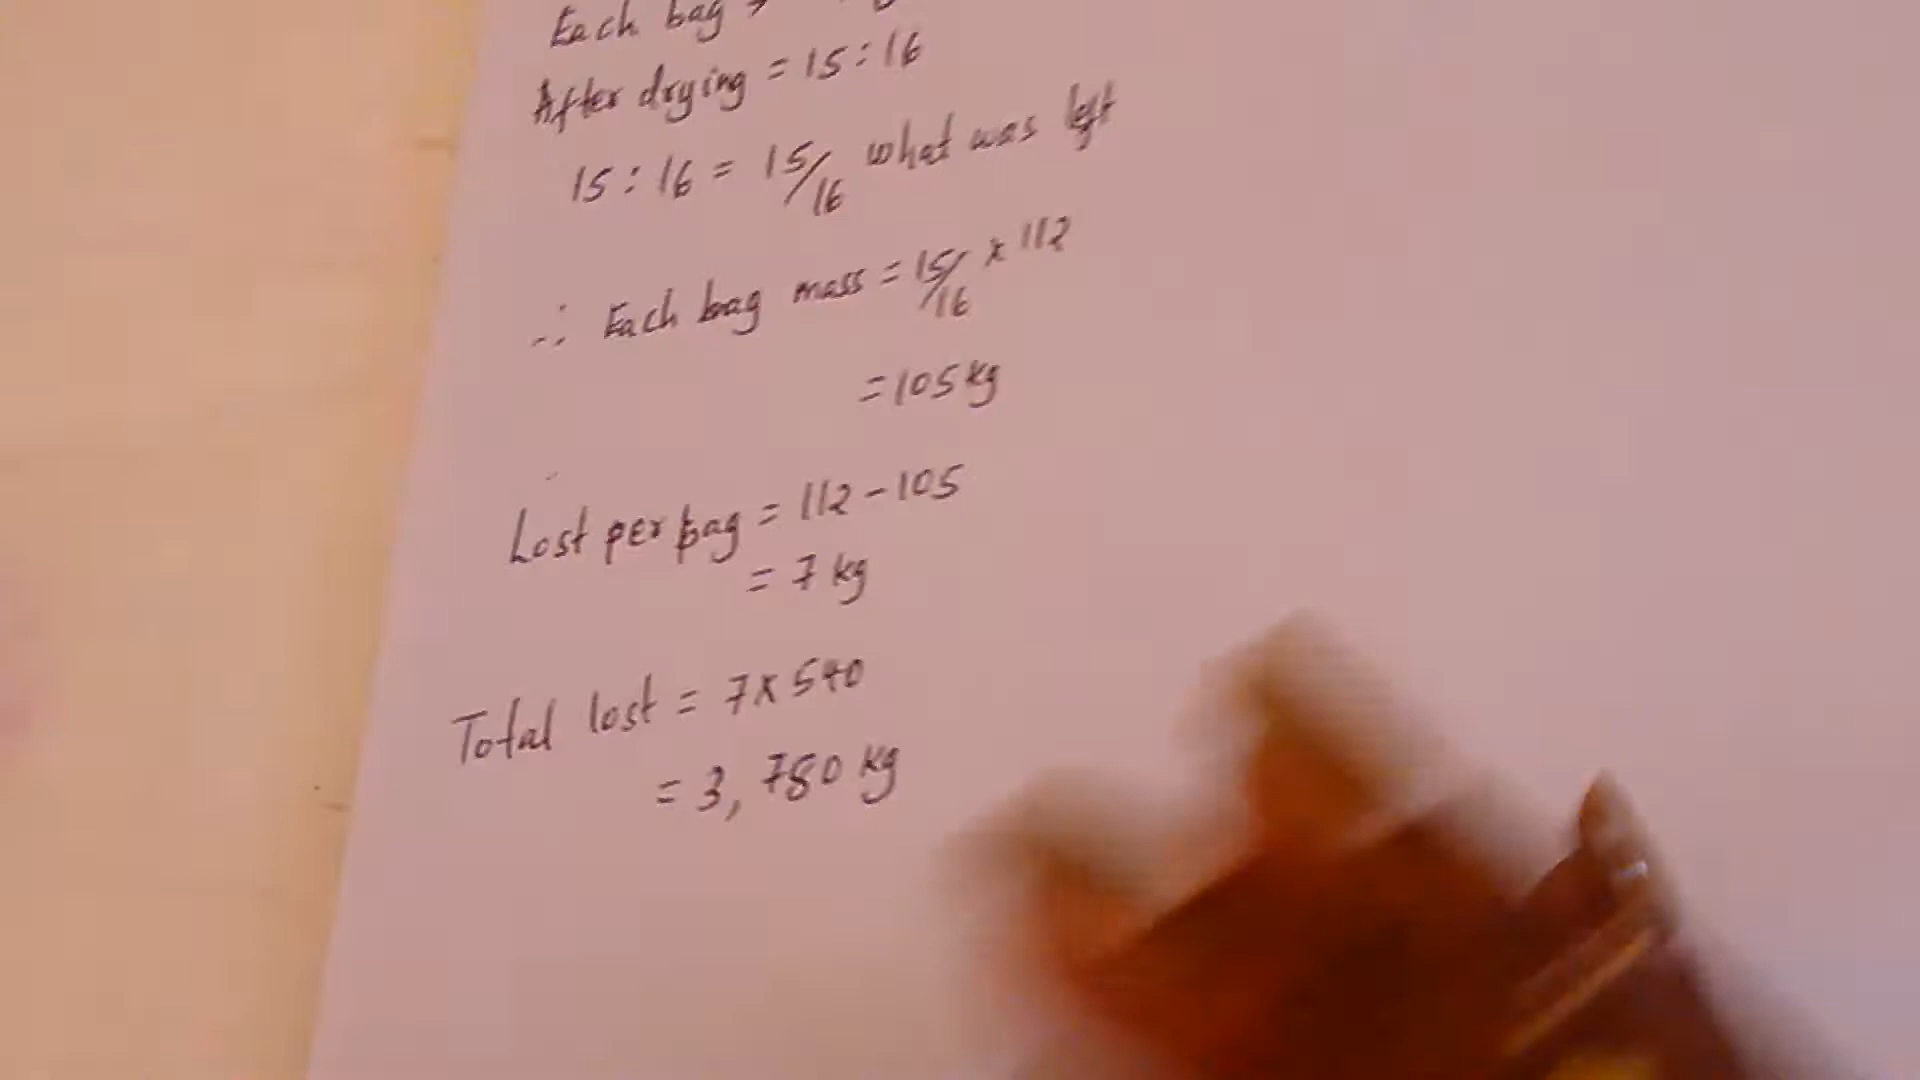 Each bag →
After drying = 15:16
15:16 = 15/16 what was left
∴ Each bag mass = 15/16 x 112
= 105 kg
Lost per bag = 112 - 105
= 7 kg
Total lost = 7 x 540
= 3, 780 kg